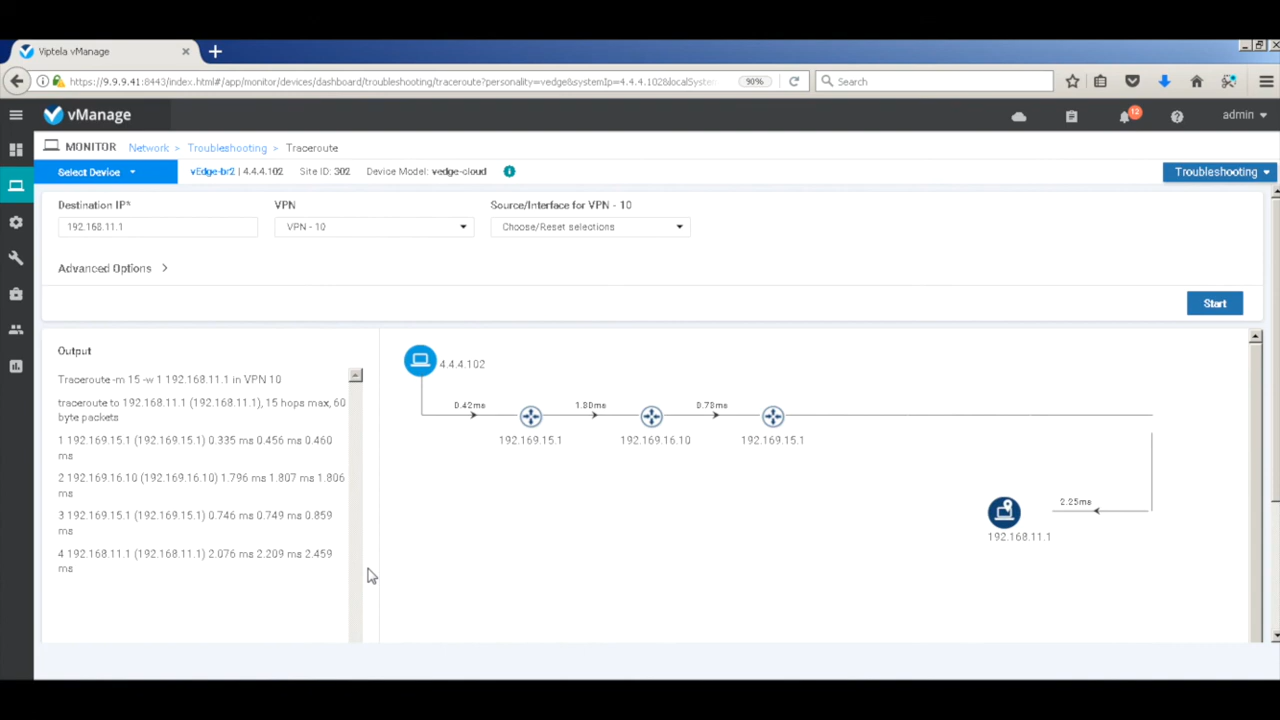 Viptela vManage
https://9.9.9.41:8443/index.html#/app/monitor/devices/dashboard/troubleshooting/traceroute?personality=vedge&systemIp=4.4.4.102&localSystem
90%
Search
vManage
12
admin
MONITOR Network > Troubleshooting > Traceroute
Select Device
vEdge-br2 | 4.4.4.102 Site ID: 302 Device Model: vedge-cloud
Troubleshooting
Destination IP*
VPN
Source/Interface for VPN - 10
192.168.11.1
VPN - 10
Choose/Reset selections
Advanced Options >
Start
Output
Traceroute -m 15 -w 1 192.168.11.1 in VPN 10
traceroute to 192.168.11.1 (192.168.11.1), 15 hops max, 60
byte packets
1 192.169.15.1 (192.169.15.1) 0.335 ms 0.456 ms 0.460
ms
2 192.169.16.10 (192.169.16.10) 1.796 ms 1.807 ms 1.806
ms
3 192.169.15.1 (192.169.15.1) 0.746 ms 0.749 ms 0.859
ms
4 192.168.11.1 (192.168.11.1) 2.076 ms 2.209 ms 2.459
ms
4.4.4.102
0.42ms
1.80ms
0.78ms
192.169.15.1
192.169.16.10
192.169.15.1
2.25ms
192.168.11.1